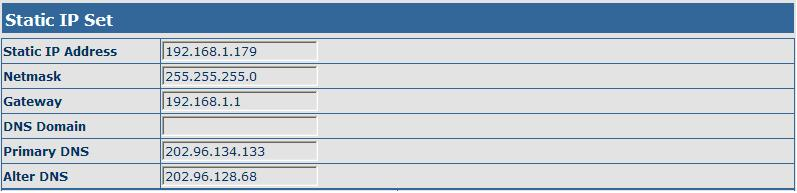 Static IP Set
Static IP Address 192.168.1.179
Netmask 255.255.255.0
Gateway 192.168.1.1
DNS Domain
Primary DNS 202.96.134.133
Alter DNS 202.96.128.68